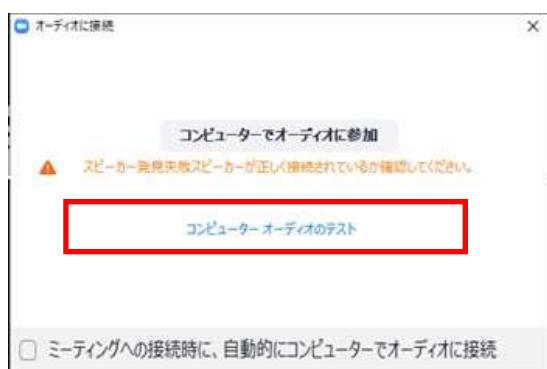 オーディオに接続
コンピューターでオーディオに参加
スピーカー発見失敗スピーカーが正しく接続されているか確認してください。
コンピューター オーディオのテスト
ミーティングへの接続時に、自動的にコンピューターでオーディオに接続